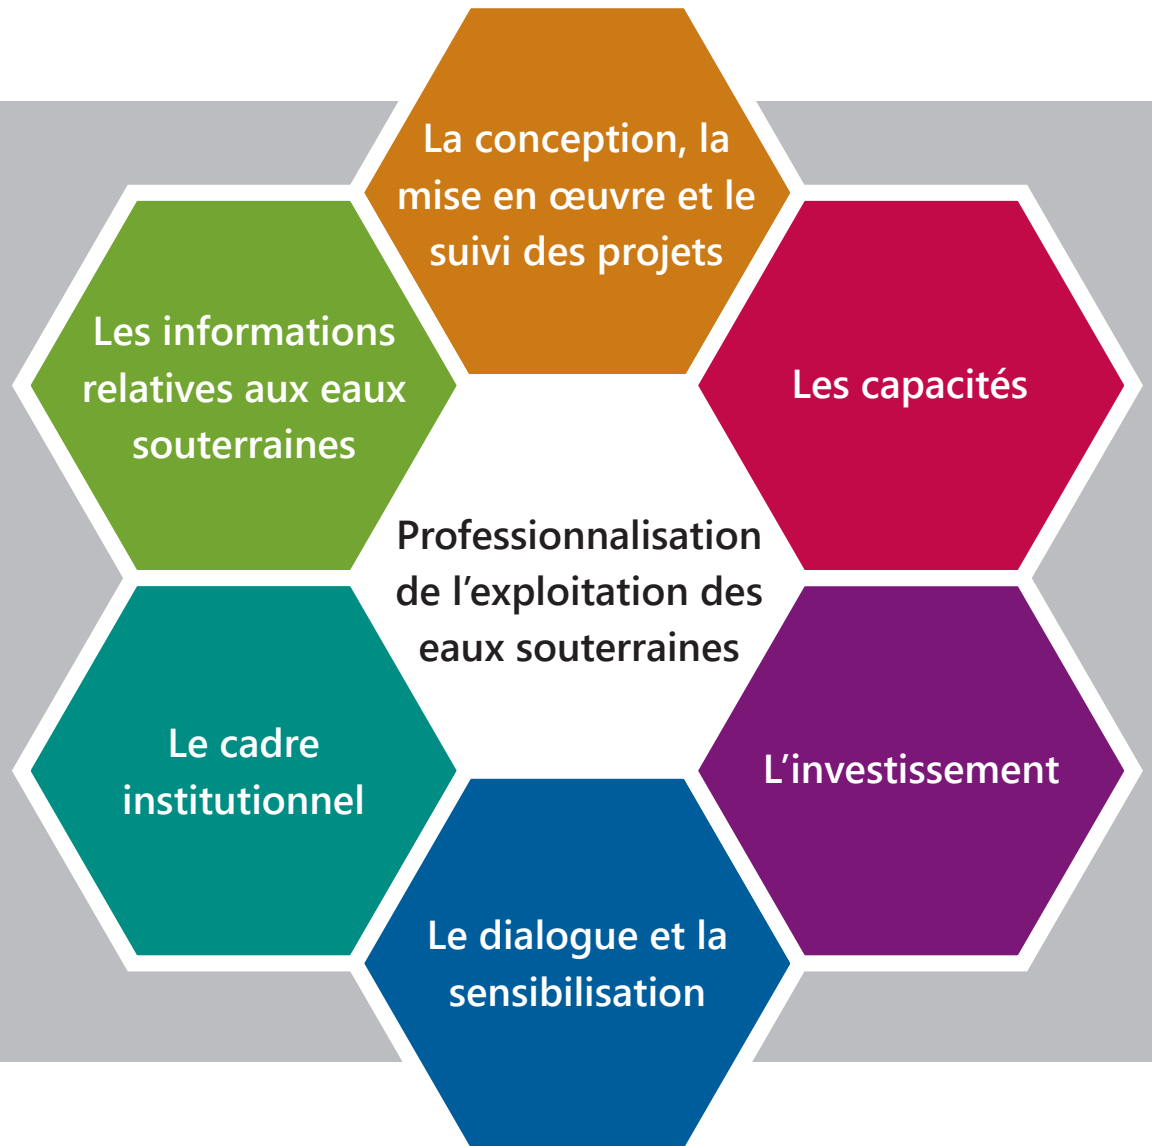 La conception, la
mise en œuvre et le
suivi des projets
Les informations
relatives aux eaux
souterraines
Les capacités
Professionnalisation
de l’exploitation des
eaux souterraines
Le cadre
institutionnel
L’investissement
Le dialogue et la
sensibilisation